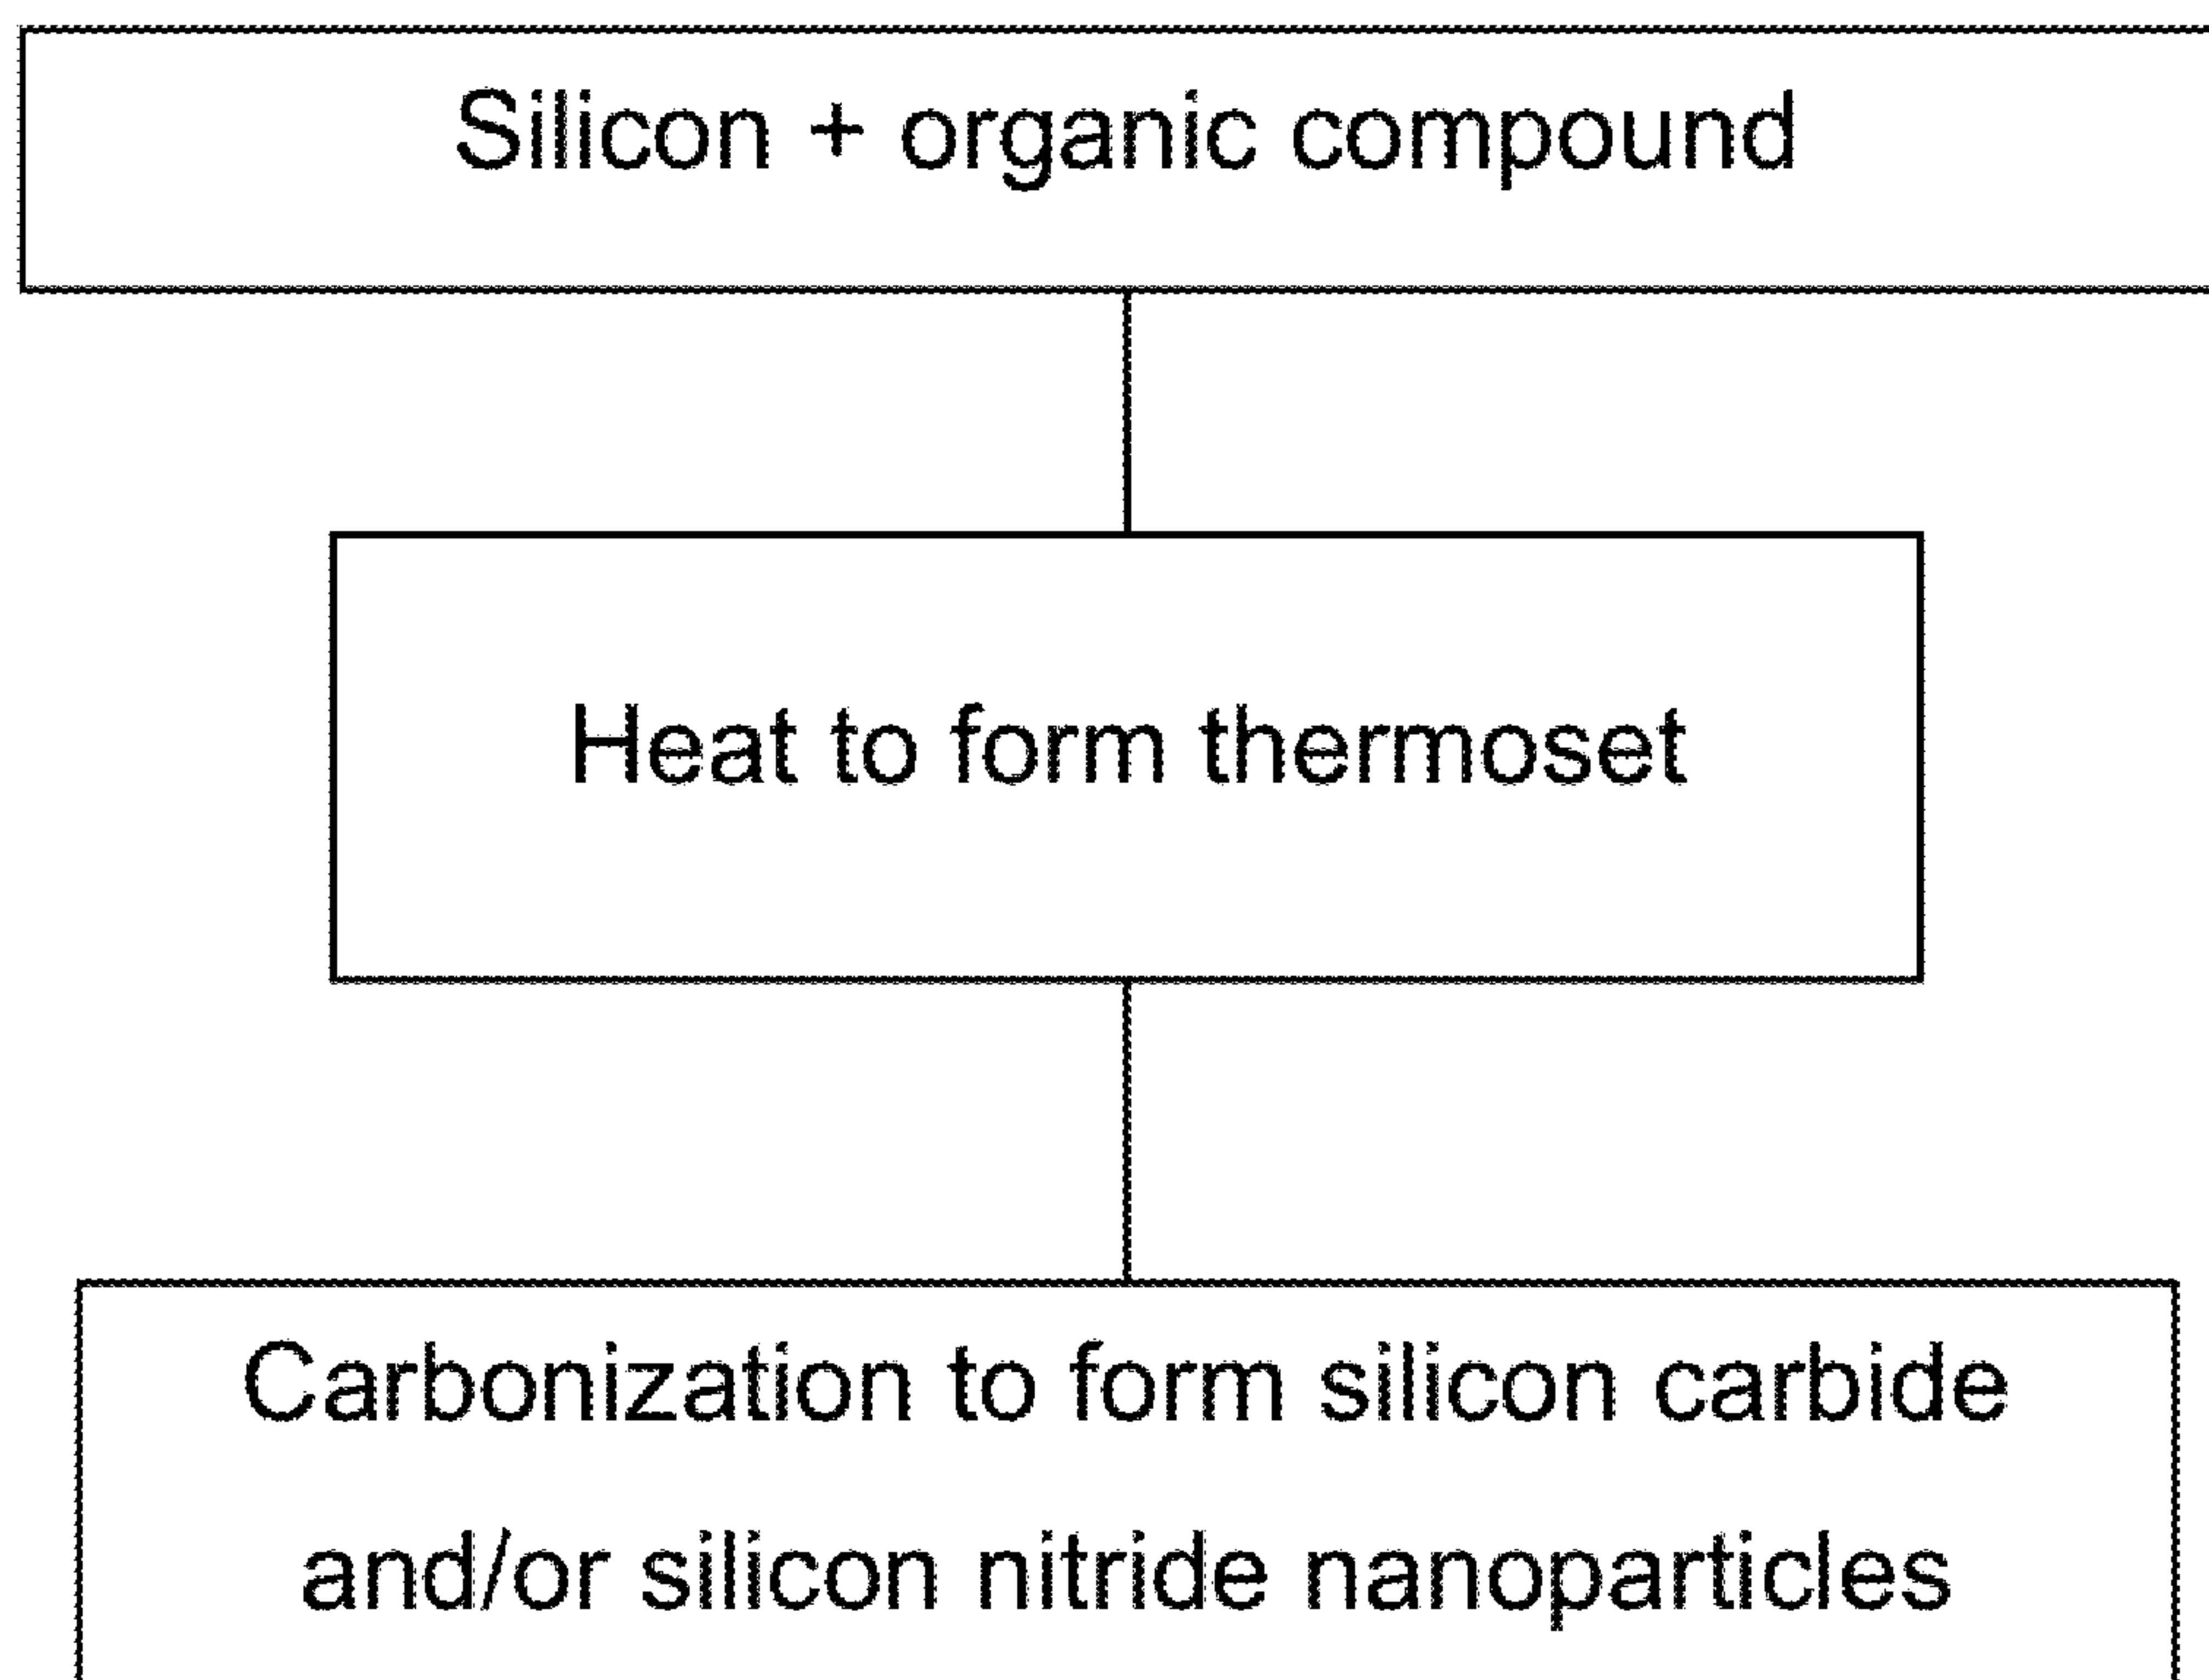 Silicon + organic compound
Heat to form thermoset
Carbonization to form silicon carbide
and/or silicon nitride nanoparticles